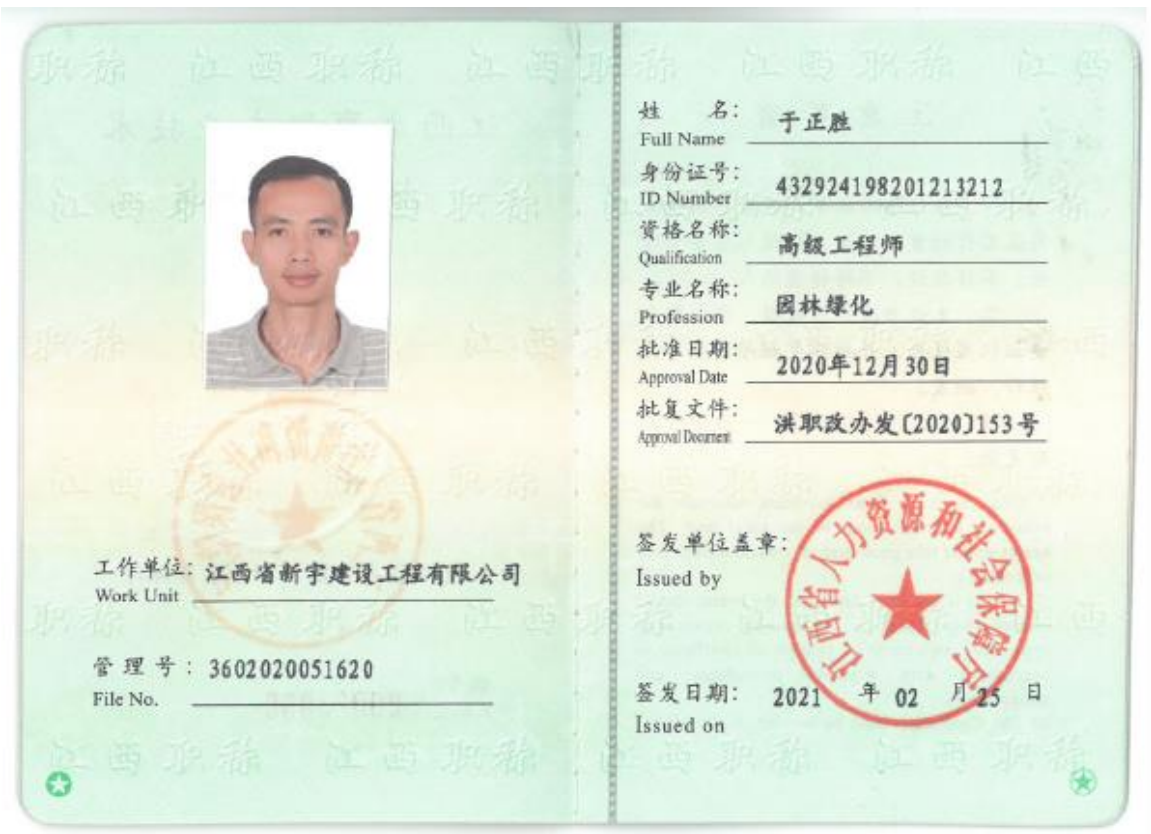 工作单位: 江西省新宇建设工程有限公司
Work Unit
管 理 号: 3602020051620
File No.
姓 名: 于正胜
Full Name
身份证号: 432924198201213212
ID Number
资格名称: 高级工程师
Qualification
专业名称: 园林绿化
Profession
批准日期: 2020年12月30日
Approval Date
批复文件: 洪职改办发〔2020〕153号
Approval Document
江西省人力资源和社会保障厅
签发单位盖章:
Issued by
签发日期: 2021 年 02 月 25 日
Issued on
江西职称